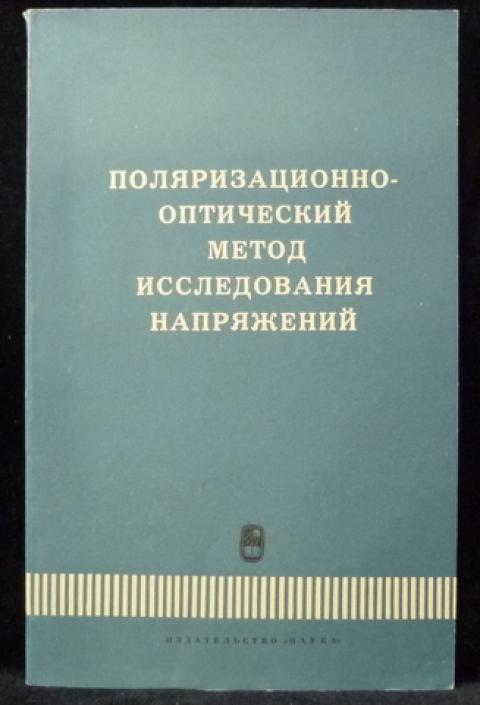 ПОЛЯРИЗАЦИОННО-
ОПТИЧЕСКИЙ
МЕТОД
ИССЛЕДОВАНИЯ
НАПРЯЖЕНИЙ
ИЗДАТЕЛЬСТВО «НАУКА»